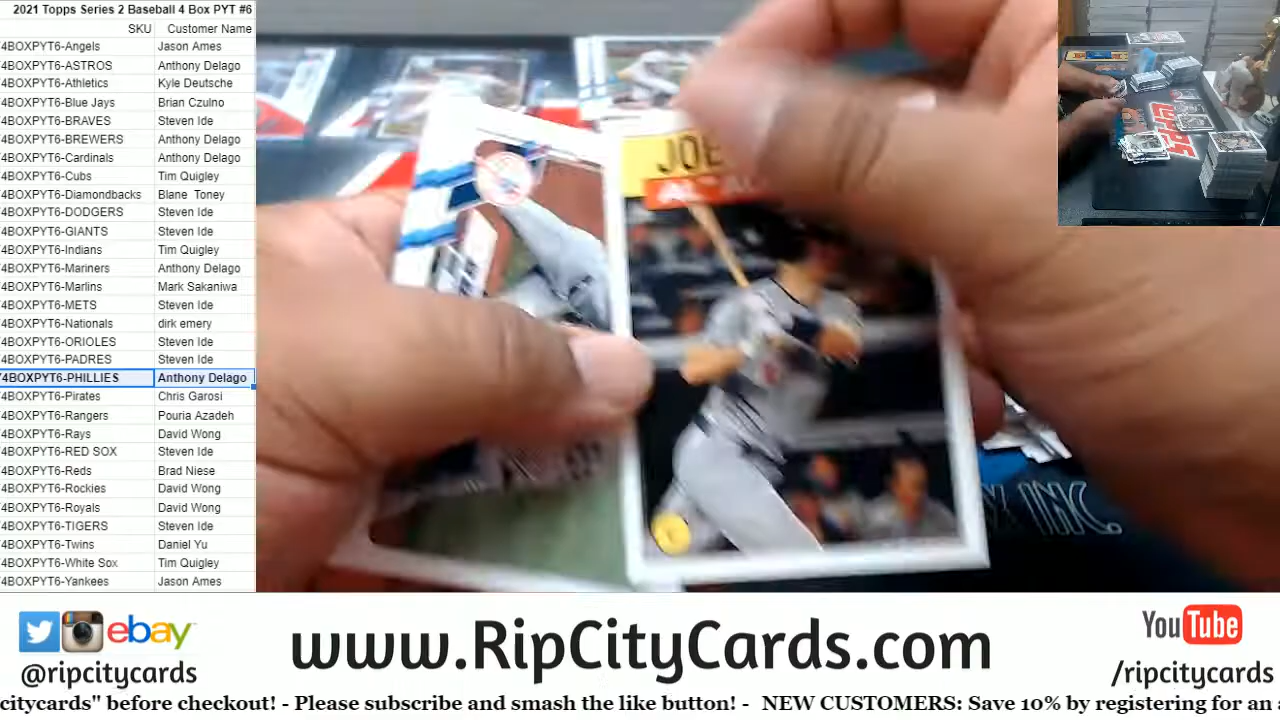 2021 Topps Series 2 Baseball 4 Box PYT #6
SKU Customer Name
4BOXPYT6-Angels Jason Ames
4BOXPYT6-ASTROS Anthony Delago
4BOXPYT6-Athletics Kyle Deutsche
4BOXPYT6-Blue Jays Brian Czulno
4BOXPYT6-BRAVES Steven Ide
4BOXPYT6-BREWERS Anthony Delago
4BOXPYT6-Cardinals Anthony Delago
4BOXPYT6-Cubs Tim Quigley
4BOXPYT6-Diamondbacks Blane Toney
4BOXPYT6-DODGERS Steven Ide
4BOXPYT6-GIANTS Steven Ide
4BOXPYT6-Indians Tim Quigley
4BOXPYT6-Mariners Anthony Delago
4BOXPYT6-Marlins Mark Sakaniwa
4BOXPYT6-METS Steven Ide
4BOXPYT6-Nationals dirk emery
4BOXPYT6-ORIOLES Steven Ide
4BOXPYT6-PADRES Steven Ide
4BOXPYT6-PHILLIES Anthony Delago
4BOXPYT6-Pirates Chris Garosi
4BOXPYT6-Rangers Pouria Azadeh
4BOXPYT6-Rays David Wong
4BOXPYT6-RED SOX Steven Ide
4BOXPYT6-Reds Brad Niese
4BOXPYT6-Rockies David Wong
4BOXPYT6-Royals David Wong
4BOXPYT6-TIGERS Steven Ide
4BOXPYT6-Twins Daniel Yu
4BOXPYT6-White Sox Tim Quigley
4BOXPYT6-Yankees Jason Ames
JOE
INC.
TOPPS
ebay
@ripcitycards
www.RipCityCards.com
YouTube
/ripcitycards
citycards" before checkout! - Please subscribe and smash the like button! - NEW CUSTOMERS: Save 10% by registering for an a